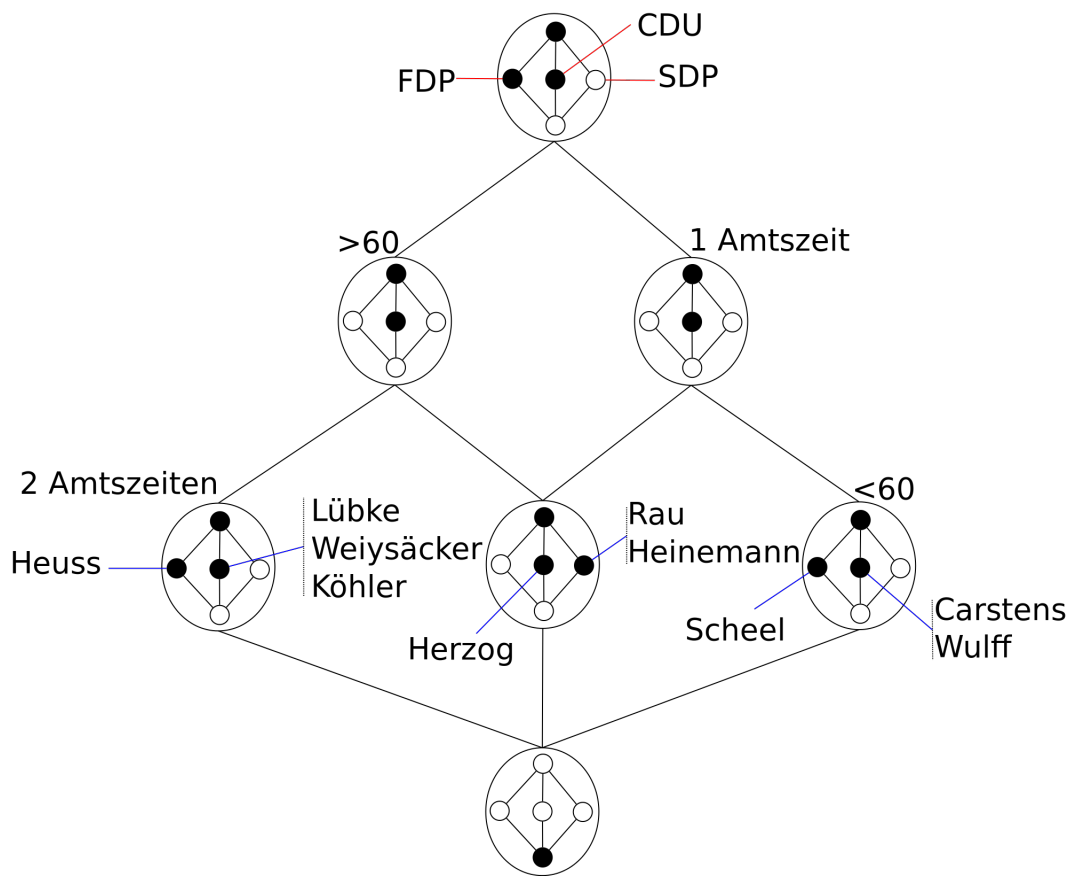 CDU
FDP
SDP
>60
1 Amtszeit
2 Amtszeiten
<60
Heuss
Lübke
Weiysäcker
Köhler
Rau
Heinemann
Herzog
Scheel
Carstens
Wulff